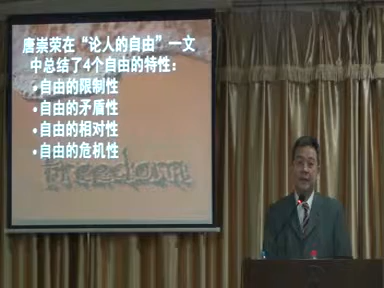 唐崇荣在“论人的自由”一文
中总结了4个自由的特性：
•自由的限制性
•自由的矛盾性
•自由的相对性
•自由的危机性
Freedom